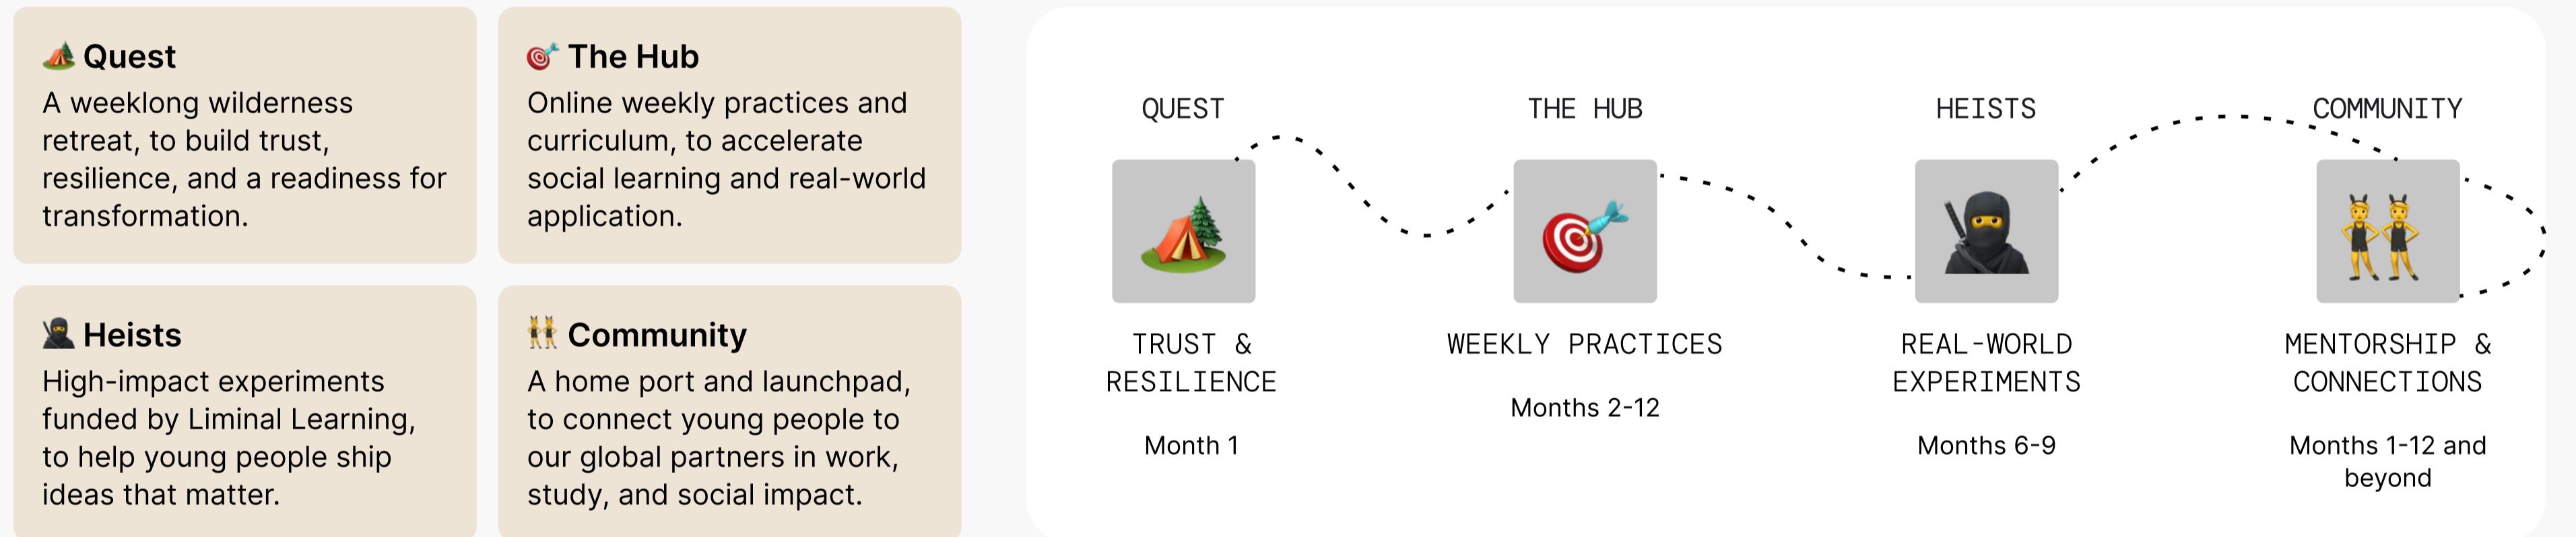 Quest
A weeklong wilderness
retreat, to build trust,
resilience, and a readiness for
transformation.
The Hub
Online weekly practices and
curriculum, to accelerate
social learning and real-world
application.
Heists
High-impact experiments
funded by Liminal Learning,
to help young people ship
ideas that matter.
Community
A home port and launchpad,
to connect young people to
our global partners in work,
study, and social impact.
QUEST
TRUST &
RESILIENCE
Month 1
THE HUB
WEEKLY PRACTICES
Months 2-12
HEISTS
REAL-WORLD
EXPERIMENTS
Months 6-9
COMMUNITY
MENTORSHIP &
CONNECTIONS
Months 1-12 and
beyond